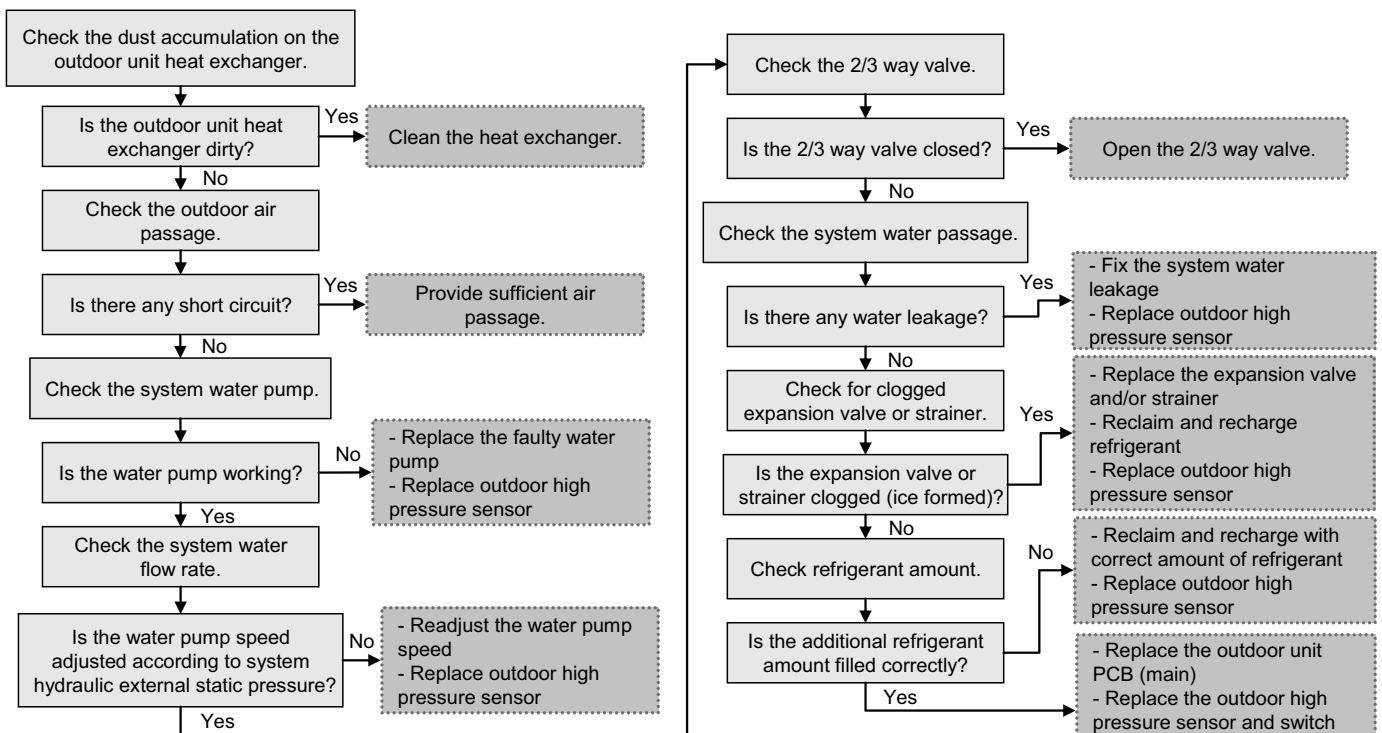 Check the dust accumulation on the
outdoor unit heat exchanger.
Is the outdoor unit heat
exchanger dirty?
Yes
Clean the heat exchanger.
No
Check the outdoor air
passage.
Is there any short circuit?
Yes
Provide sufficient air
passage.
No
Check the system water pump.
Is the water pump working?
No
- Replace the faulty water
pump
- Replace outdoor high
pressure sensor
Yes
Check the system water
flow rate.
Is the water pump speed
adjusted according to system
hydraulic external static pressure?
No
- Readjust the water pump
speed
- Replace outdoor high
pressure sensor
Yes
Check the 2/3 way valve.
Is the 2/3 way valve closed?
Yes
Open the 2/3 way valve.
No
Check the system water passage.
Is there any water leakage?
Yes
- Fix the system water
leakage
- Replace outdoor high
pressure sensor
No
Check for clogged
expansion valve or strainer.
Is the expansion valve or
strainer clogged (ice formed)?
Yes
- Replace the expansion valve
and/or strainer
- Reclaim and recharge
refrigerant
- Replace outdoor high
pressure sensor
No
Check refrigerant amount.
Is the additional refrigerant
amount filled correctly?
No
- Reclaim and recharge with
correct amount of refrigerant
- Replace outdoor high
pressure sensor
Yes
- Replace the outdoor unit
PCB (main)
- Replace the outdoor high
pressure sensor and switch